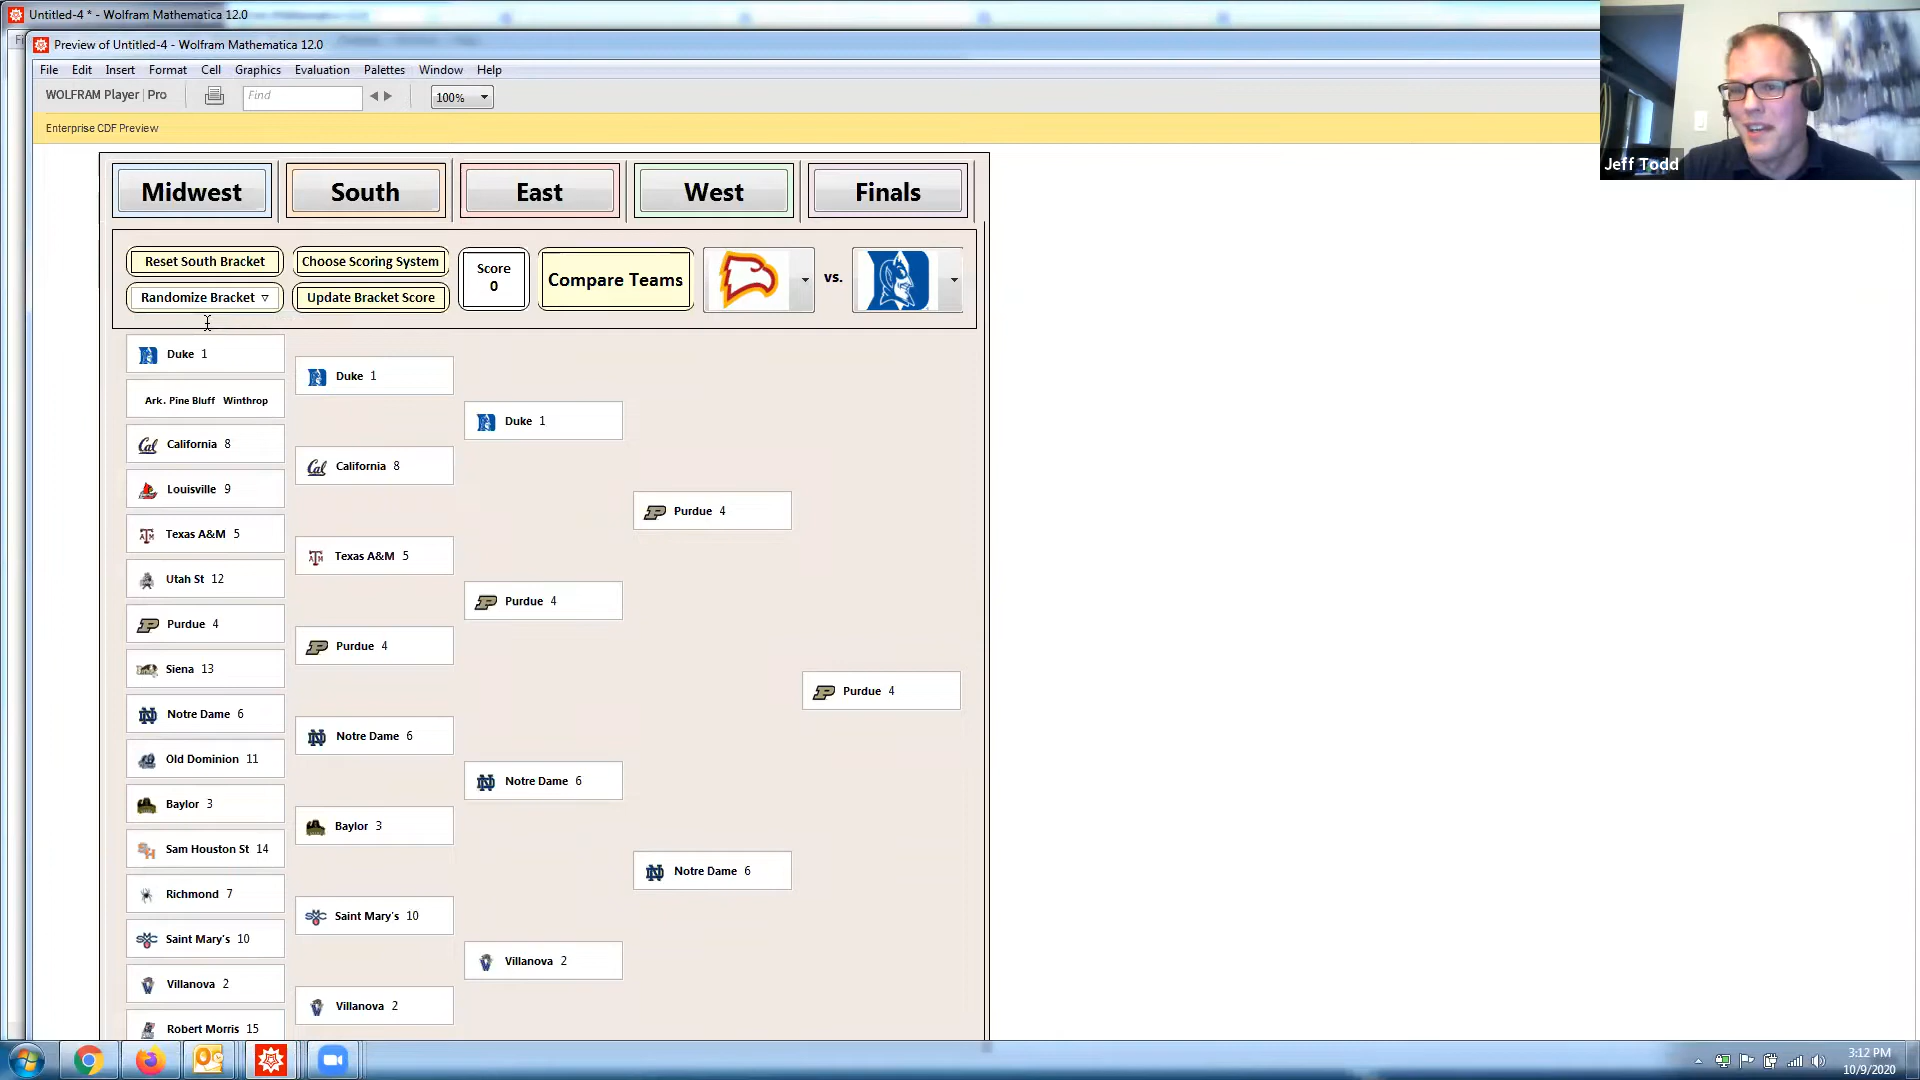 Untitled-4 * - Wolfram Mathematica 12.0
Preview of Untitled-4 - Wolfram Mathematica 12.0
File Edit Insert Format Cell Graphics Evaluation Palettes Window Help
WOLFRAM Player | Pro Find 100%
Enterprise CDF Preview
Jeff Todd
Midwest South East West Finals
Reset South Bracket Choose Scoring System
Randomize Bracket Update Bracket Score
Score
0
Compare Teams
vs.
Duke 1
Ark. Pine Bluff Winthrop
California 8
Louisville 9
Texas A&M 5
Utah St 12
Purdue 4
Siena 13
Notre Dame 6
Old Dominion 11
Baylor 3
Sam Houston St 14
Richmond 7
Saint Mary's 10
Villanova 2
Robert Morris 15
Duke 1
California 8
Texas A&M 5
Purdue 4
Notre Dame 6
Baylor 3
Saint Mary's 10
Villanova 2
Duke 1
Purdue 4
Notre Dame 6
Villanova 2
Purdue 4
Notre Dame 6
Purdue 4
3:12 PM
10/9/2020